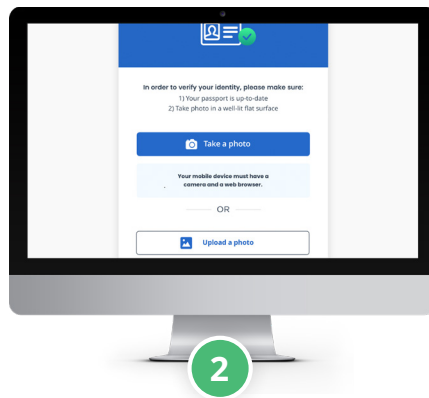 In order to verify your identity, please make sure:
1) Your passport is up-to-date
2) Take photo in a well-lit flat surface
Take a photo
Your mobile device must have a
camera and a web browser.
OR
Upload a photo
2